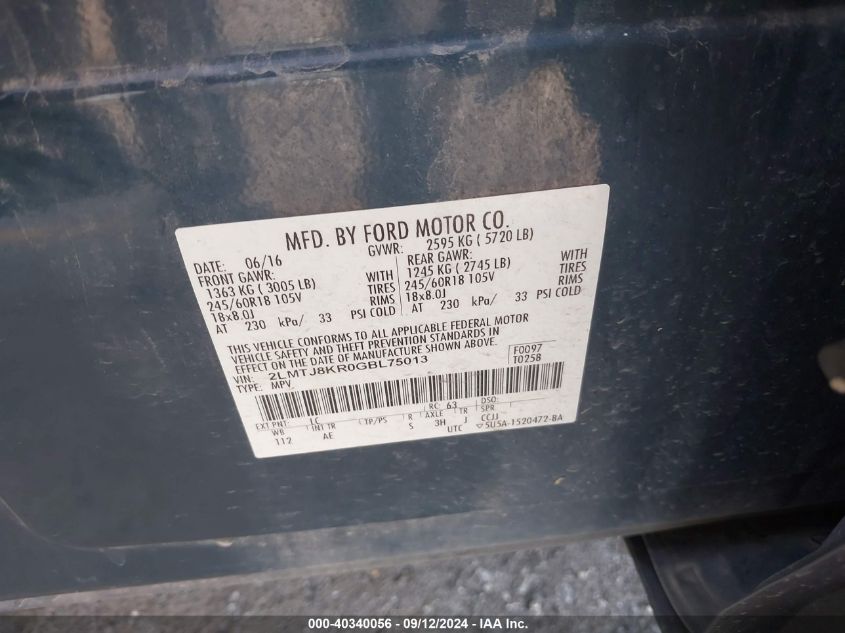 MFD. BY FORD MOTOR CO.
DATE: 06/16 GVWR: 2595 KG ( 5720 LB)
FRONT GAWR: REAR GAWR:
1363 KG ( 3005 LB) WITH 1245 KG ( 2745 LB) WITH
245/60R18 105V TIRES 245/60R18 105V TIRES
18x8.0J RIMS 18x8.0J RIMS
AT 230 kPa/ 33 PSI COLD AT 230 kPa/ 33 PSI COLD
THIS VEHICLE CONFORMS TO ALL APPLICABLE FEDERAL MOTOR
VEHICLE SAFETY AND THEFT PREVENTION STANDARDS IN
EFFECT ON THE DATE OF MANUFACTURE SHOWN ABOVE.
VIN: 2LMTJ8KR0GBL75013 F0097
TYPE: MPV T0258
EXT PNT: LC RC: 63 DSO:
WB INT TR TP/PS R AXLE TR SPR
112 AE S 3H J CCJJ
UTC ▽5U5A-1520472-BA
000-40340056 - 09/12/2024 - IAA Inc.